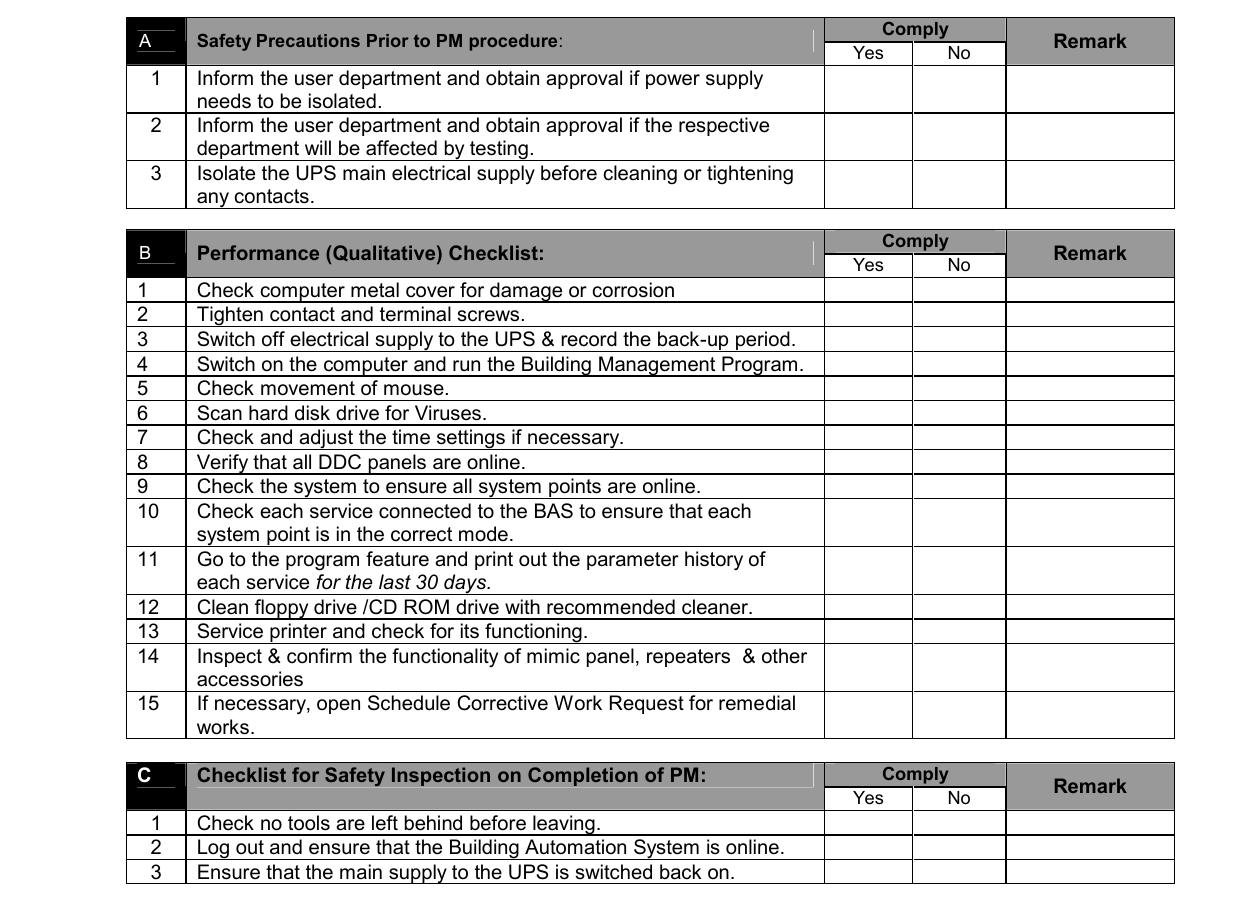 A Safety Precautions Prior to PM procedure: Comply Remark
Yes No
1 Inform the user department and obtain approval if power supply
needs to be isolated.
2 Inform the user department and obtain approval if the respective
department will be affected by testing.
3 Isolate the UPS main electrical supply before cleaning or tightening
any contacts.
B Performance (Qualitative) Checklist: Comply Remark
Yes No
1 Check computer metal cover for damage or corrosion
2 Tighten contact and terminal screws.
3 Switch off electrical supply to the UPS & record the back-up period.
4 Switch on the computer and run the Building Management Program.
5 Check movement of mouse.
6 Scan hard disk drive for Viruses.
7 Check and adjust the time settings if necessary.
8 Verify that all DDC panels are online.
9 Check the system to ensure all system points are online.
10 Check each service connected to the BAS to ensure that each
system point is in the correct mode.
11 Go to the program feature and print out the parameter history of
each service for the last 30 days.
12 Clean floppy drive /CD ROM drive with recommended cleaner.
13 Service printer and check for its functioning.
14 Inspect & confirm the functionality of mimic panel, repeaters  & other
accessories
15 If necessary, open Schedule Corrective Work Request for remedial
works.
C Checklist for Safety Inspection on Completion of PM: Comply Remark
Yes No
1 Check no tools are left behind before leaving.
2 Log out and ensure that the Building Automation System is online.
3 Ensure that the main supply to the UPS is switched back on.